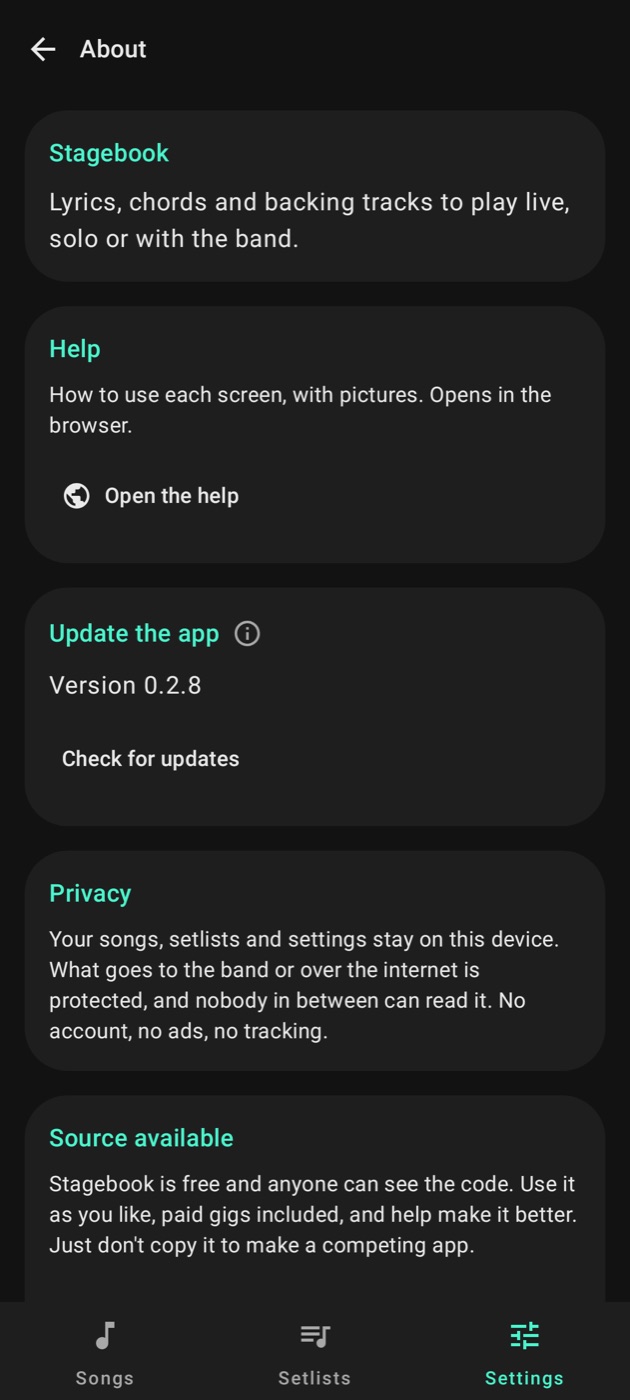 About
Stagebook
Lyrics, chords and backing tracks to play live,
solo or with the band.
Help
How to use each screen, with pictures. Opens in the
browser.
Open the help
Update the app
Version 0.2.8
Check for updates
Privacy
Your songs, setlists and settings stay on this device.
What goes to the band or over the internet is
protected, and nobody in between can read it. No
account, no ads, no tracking.
Source available
Stagebook is free and anyone can see the code. Use it
as you like, paid gigs included, and help make it better.
Just don't copy it to make a competing app.
Songs
Setlists
Settings